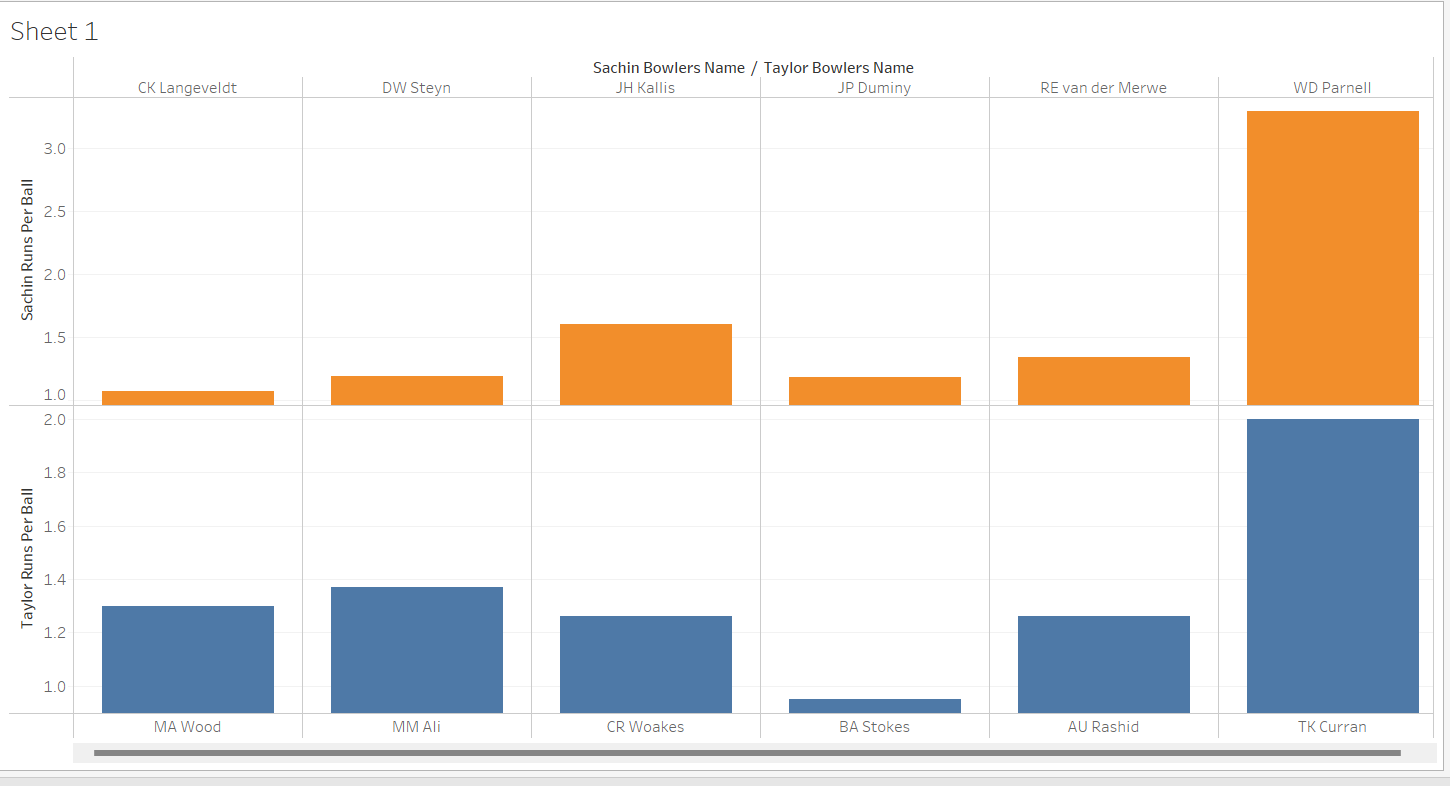 Sheet 1
Sachin Bowlers Name / Taylor Bowlers Name
CK Langeveldt DW Steyn JH Kallis JP Duminy RE van der Merwe WD Parnell
Sachin Runs Per Ball
3.0
2.5
2.0
1.5
1.0
Taylor Runs Per Ball
2.0
1.8
1.6
1.4
1.2
1.0
MA Wood MM Ali CR Woakes BA Stokes AU Rashid TK Curran